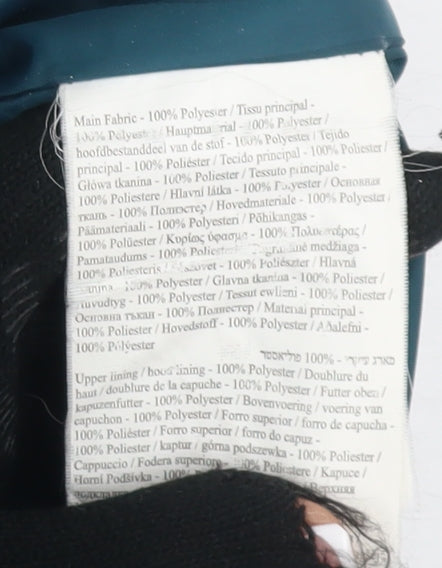 Main Fabric - 100% Polyester / Tissu principal -
100% Polyester / Hauptmaterial - 100% Polyester /
hoofdbestanddeel van de stof - 100% Polyester / Tejido
principal - 100% Poliéster / Tecido principal - 100% Poliester /
Główa tkanina - 100% Poliester / Tessuto principale -
100% Poliestere / Hlavní látka - 100% Polyester / Основная
ткань - 100% Полиэстер / Hovedmateriale - 100% Polyester
Päämateriaali - 100% Polyesteri / Põhikangas -
100% Polüester / Κυρίως ύφασμα - 100% Πολυεστέρας /
Pamataudums - 100% medžiaga -
100% Poliesteris - 100% Poliészter / Hlavná
100% Polyester / Glavna tkanina - 100% Poliester /
- 100% Polyester / Tessut ewlieni - 100% Poliester /
Основна тъкан - 100% Полиестер / Material principal -
100% Poliester / Hovedstoff - 100% Polyester / Aðalefni -
100% Pólýester
100% - פוליאסטר
Upper lining / hood lining - 100% Polyester / Doublure du
haut / doublure de la capuche - 100% Polyester / Futter oben /
kapuzenfutter - 100% Polyester / Bovenvoering / voering van
capuchon - 100% Polyester / Forro superior / forro de capucha -
100% Poliéster / Forro superior / forro do capuz -
100% Poliester / kaptur / górna podszewka - 100% Poliester /
Cappuccio / Fodera superiore - 100% Poliestere / Kapuce /
Horní Podšívka - 100%
Верхняя